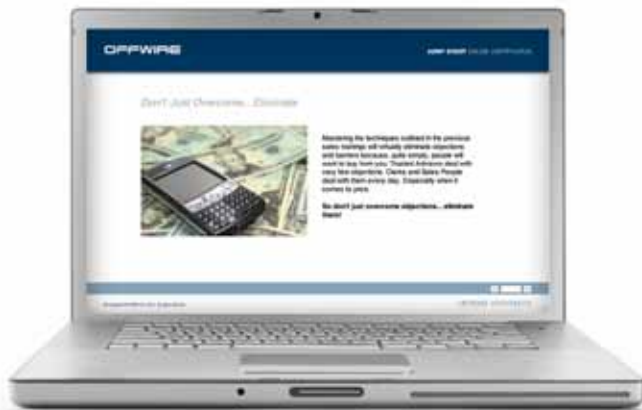 OFFWIRE
Don't Just Overcome... Eliminate
Mastering the techniques outlined in the previous
sales trainings will virtually eliminate objections
and barriers because, quite simply, people will
want to buy from you. Trusted Advisors deal with
very few objections. Clerks and Sales People
deal with them every day. Especially when it
comes to price.
So don't just overcome objections... eliminate
them!